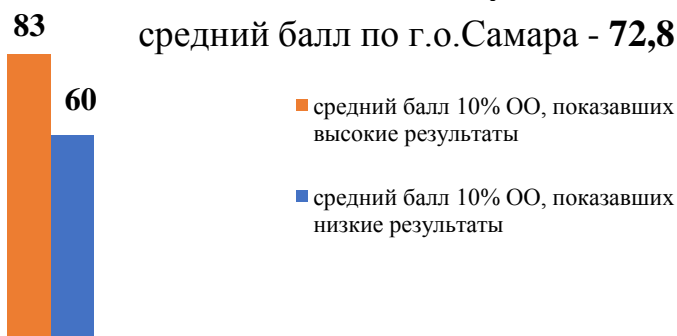 83
средний балл по г.о.Самара - 72,8
60
средний балл 10% ОО, показавших
высокие результаты
средний балл 10% ОО, показавших
низкие результаты